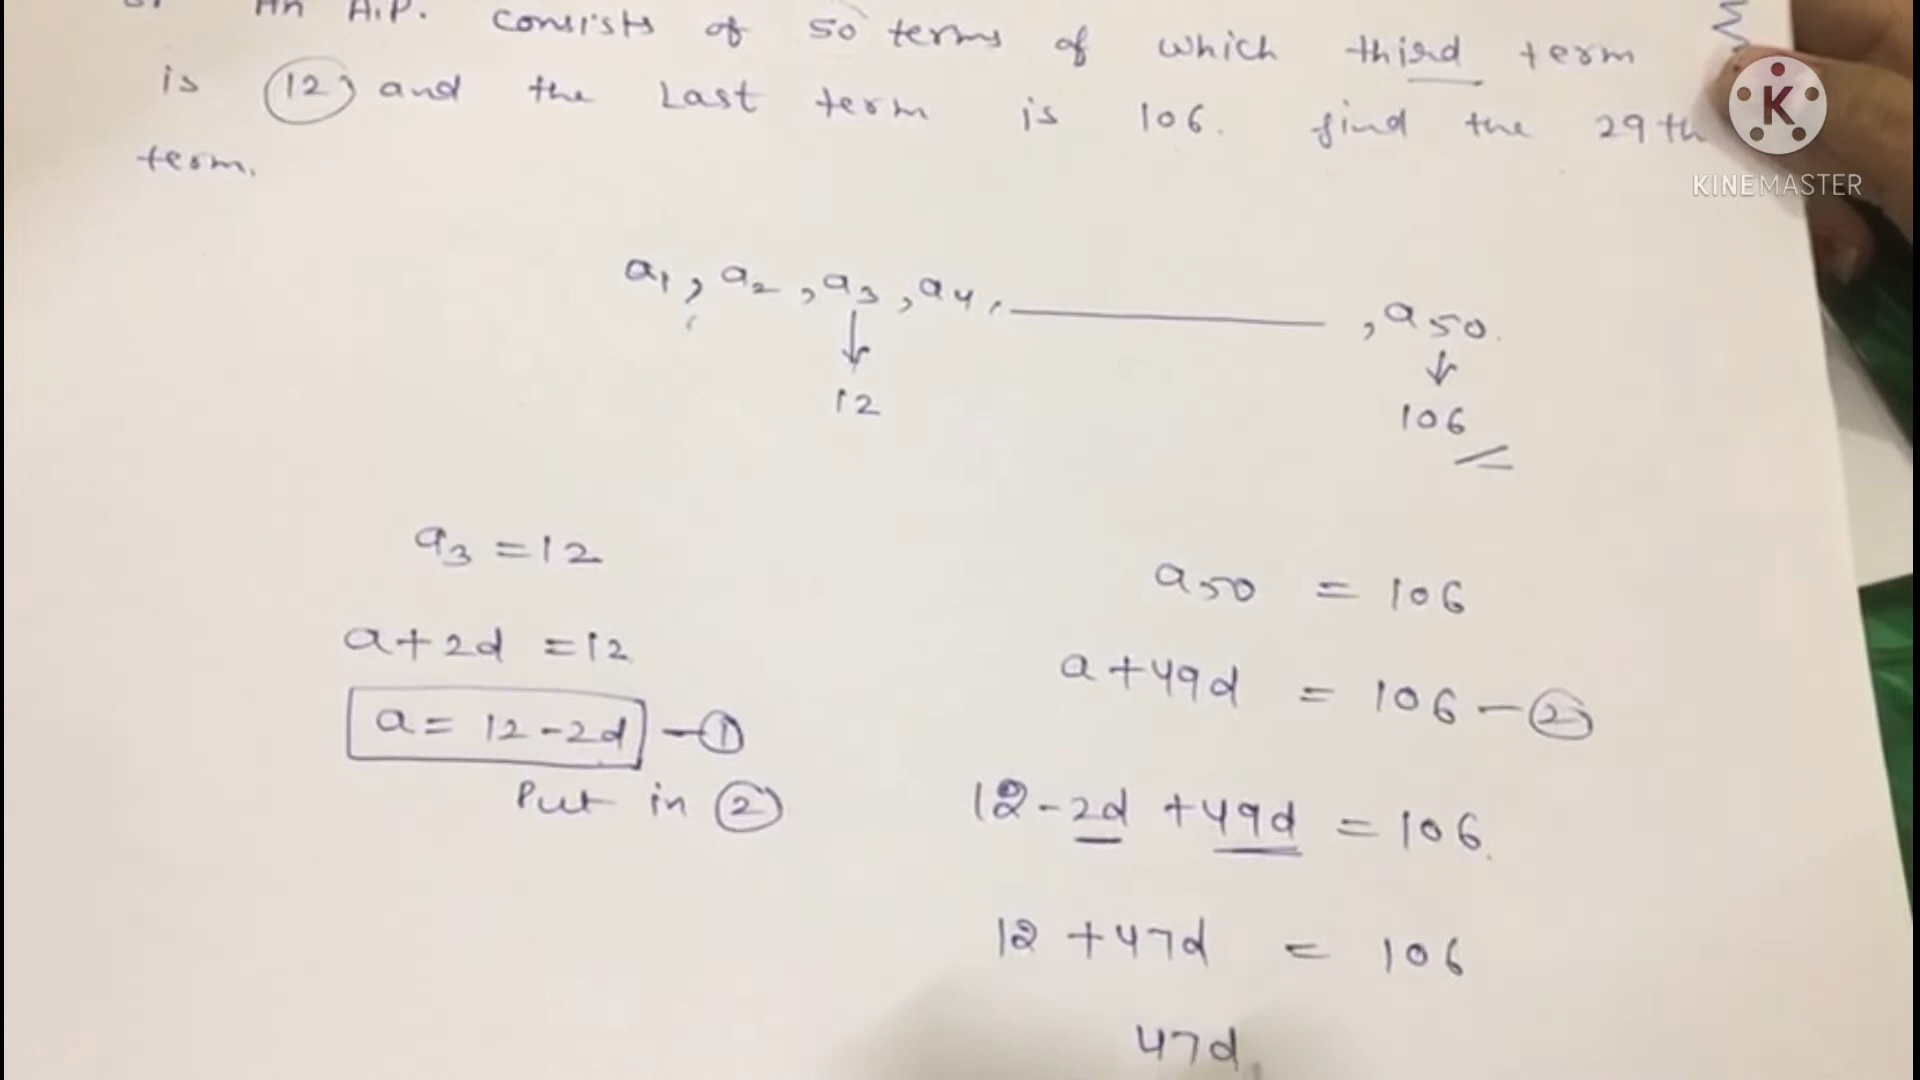 An A.P. consists of 50 terms of which third term
is 12 and the Last term is 106. find the 29th
term.
a1, a2, a3, a4, ————, a50.
↓ ↓
12 106
a3 = 12
a + 2d = 12
a = 12 - 2d — ①
Put in ②
a50 = 106
a + 49d = 106 — ②
12 - 2d + 49d = 106.
12 + 47d = 106
47d
K
KINEMASTER